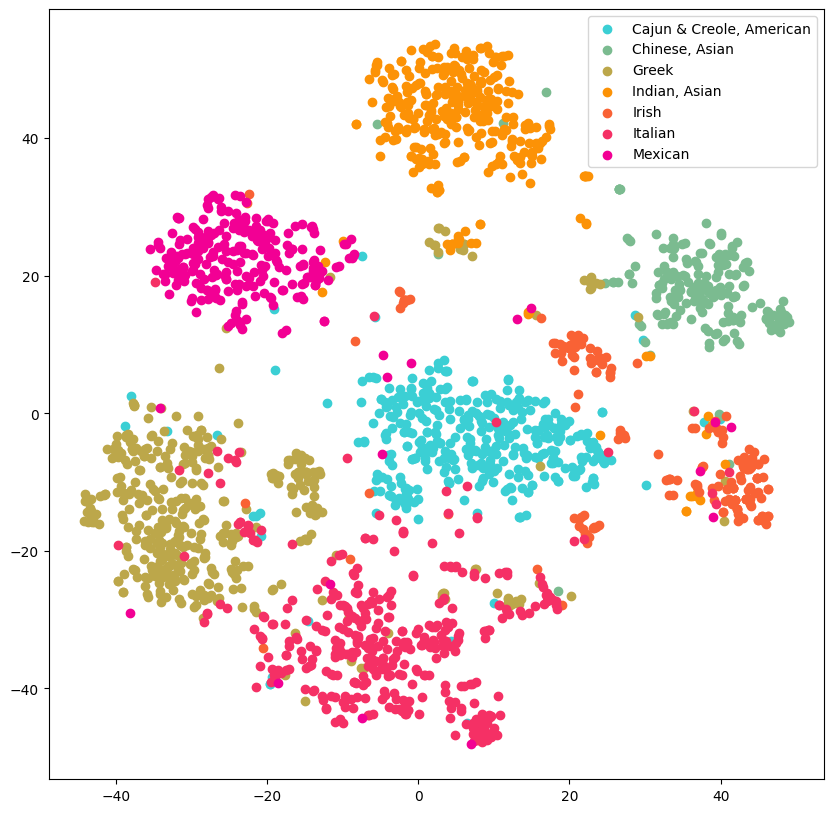 Cajun & Creole, American
Chinese, Asian
Greek
Indian, Asian
Irish
Italian
Mexican
40
20
0
−20
−40
−40
−20
0
20
40